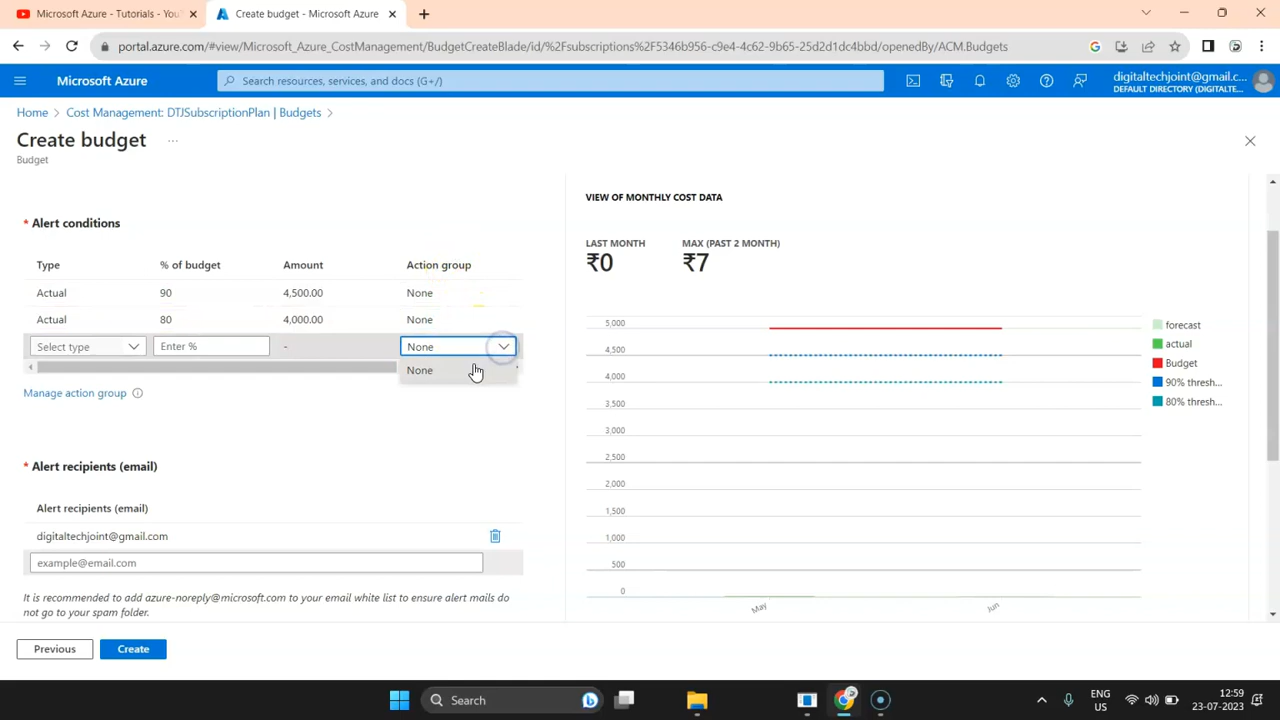 Microsoft Azure - Tutorials - You
Create budget - Microsoft Azure
portal.azure.com/#view/Microsoft_Azure_CostManagement/BudgetCreateBlade/id/%2Fsubscriptions%2F5346b956-c9e4-4c62-9b65-25d2d1dc4bbd/openedBy/ACM.Budgets
Microsoft Azure
Search resources, services, and docs (G+/)
digitaltechjoint@gmail.c...
DEFAULT DIRECTORY (DIGITALTE...
Home > Cost Management: DTJSubscriptionPlan | Budgets >
Create budget ...
Budget
* Alert conditions
Type % of budget Amount Action group
Actual 90 4,500.00 None
Actual 80 4,000.00 None
Select type Enter % - None
None
Manage action group
* Alert recipients (email)
Alert recipients (email)
digitaltechjoint@gmail.com
example@email.com
It is recommended to add azure-noreply@microsoft.com to your email white list to ensure alert mails do
not go to your spam folder.
Previous Create
VIEW OF MONTHLY COST DATA
LAST MONTH MAX (PAST 2 MONTH)
₹0 ₹7
5,000
4,500
4,000
3,500
3,000
2,500
2,000
1,500
1,000
500
0
May Jun
forecast
actual
Budget
90% thresh...
80% thresh...
Search
ENG
US
12:59
23-07-2023